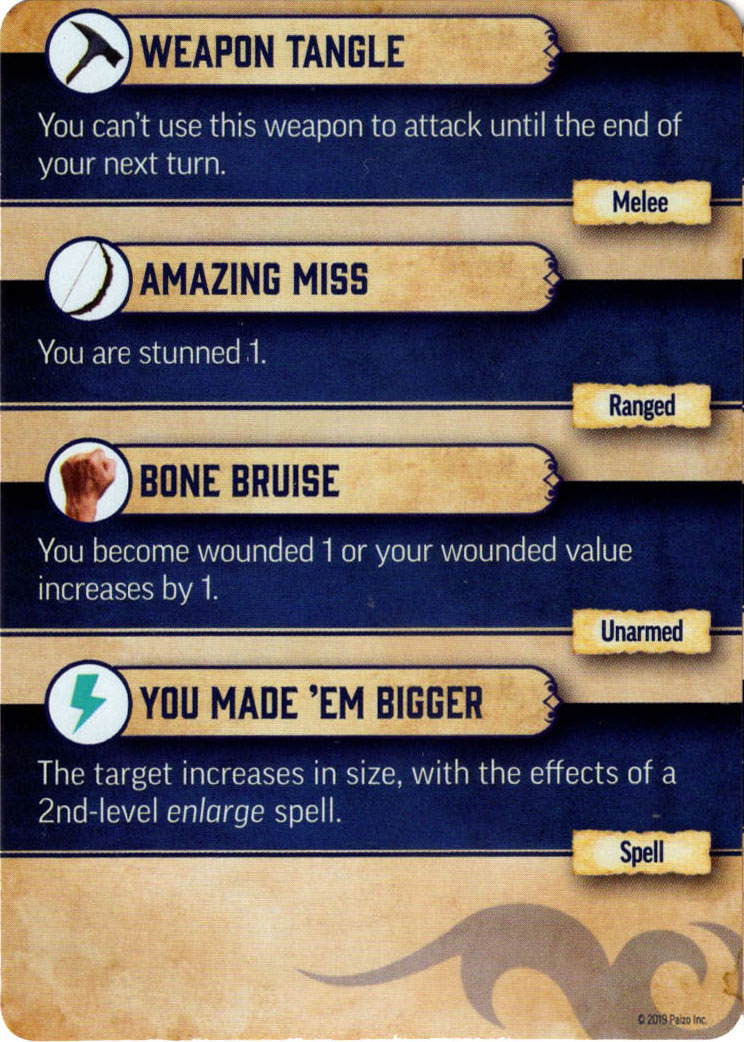 WEAPON TANGLE
You can't use this weapon to attack until the end of
your next turn.
Melee
AMAZING MISS
You are stunned 1.
Ranged
BONE BRUISE
You become wounded 1 or your wounded value
increases by 1.
Unarmed
YOU MADE 'EM BIGGER
The target increases in size, with the effects of a
2nd-level enlarge spell.
Spell
© 2019 Paizo Inc.